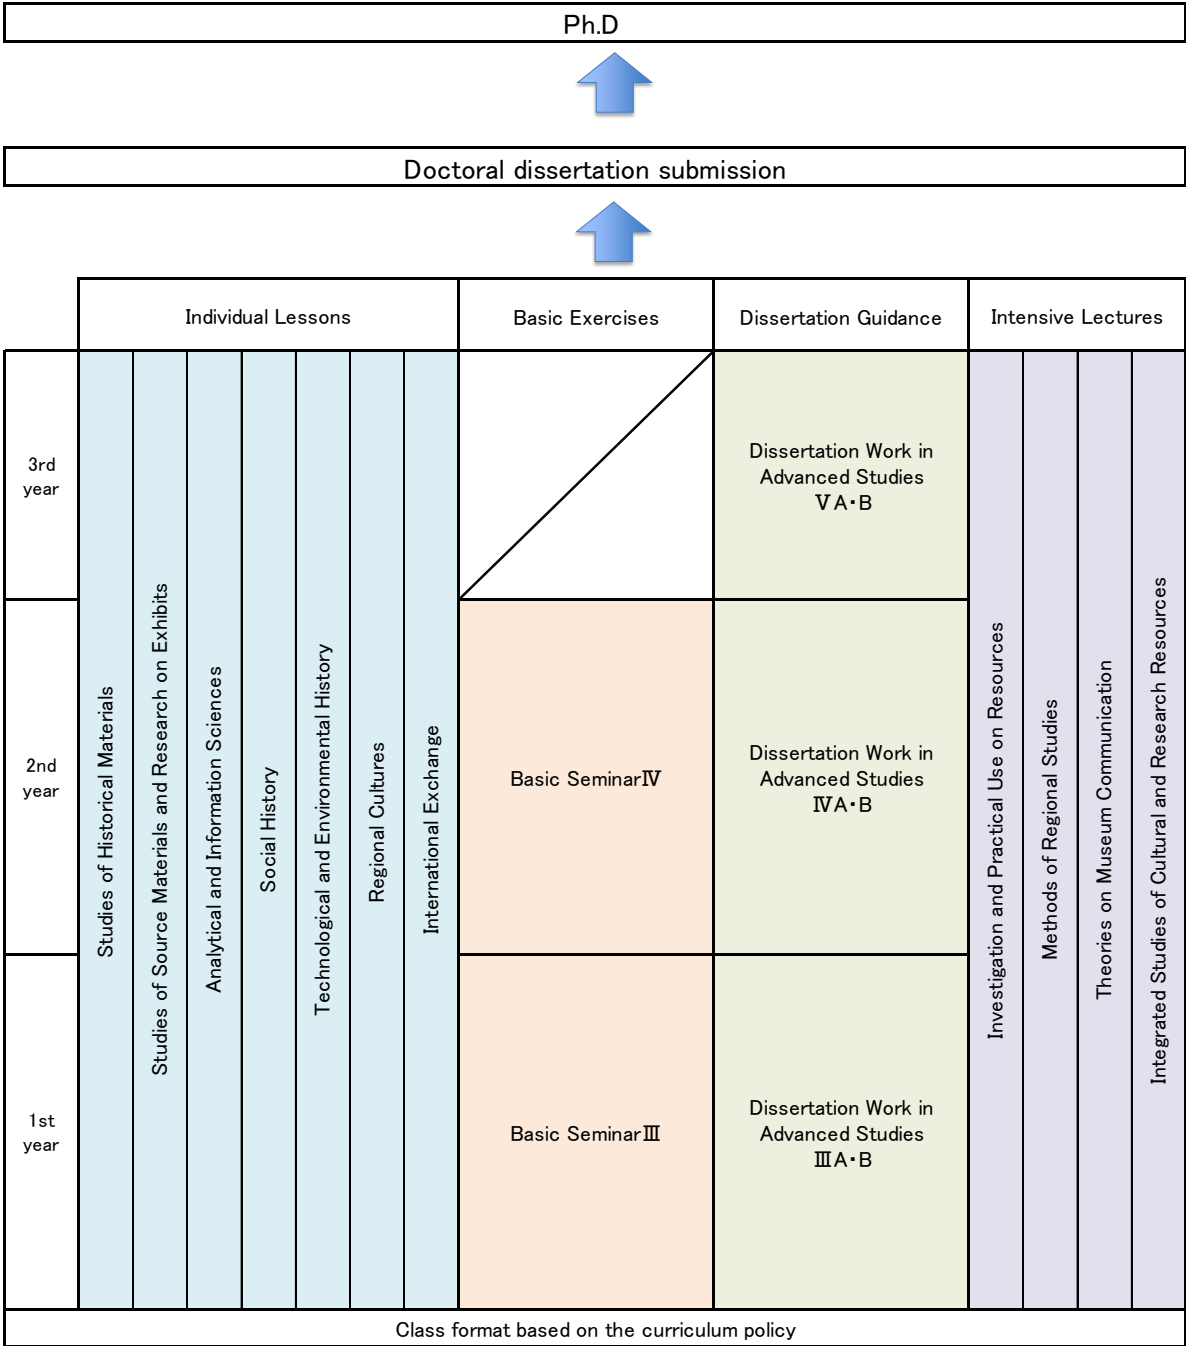 Ph.D
Doctoral dissertation submission
Individual Lessons
Basic Exercises
Dissertation Guidance
Intensive Lectures
3rd
year
2nd
year
1st
year
Studies of Historical Materials
Studies of Source Materials and Research on Exhibits
Analytical and Information Sciences
Social History
Technological and Environmental History
Regional Cultures
International Exchange
Basic SeminarⅣ
Basic SeminarⅢ
Dissertation Work in
Advanced Studies
ⅤA・B
Dissertation Work in
Advanced Studies
ⅣA・B
Dissertation Work in
Advanced Studies
ⅢA・B
Investigation and Practical Use on Resources
Methods of Regional Studies
Theories on Museum Communication
Integrated Studies of Cultural and Research Resources
Class format based on the curriculum policy